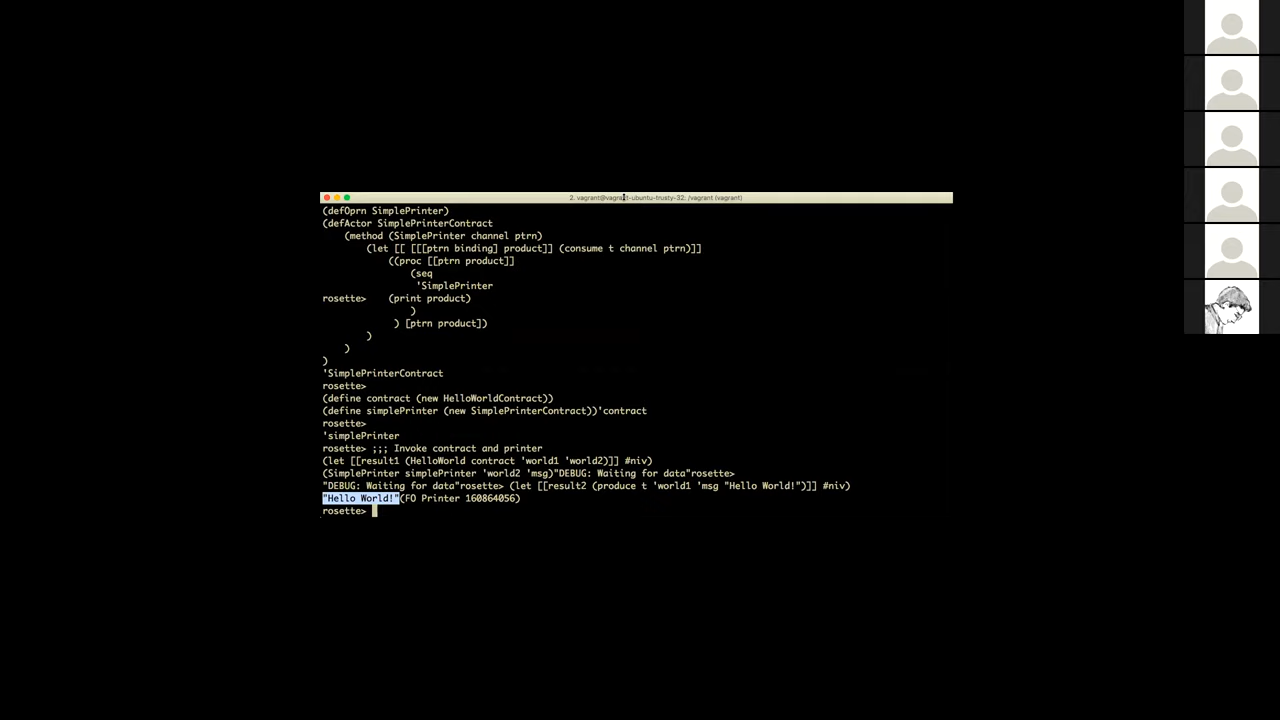 2. vagrant@vagrant-ubuntu-trusty-32: /vagrant (vagrant)
(defOprn SimplePrinter)
(defActor SimplePrinterContract
(method (SimplePrinter channel ptrn)
(let [[ [[[ptrn binding] product]] (consume t channel ptrn)]]
((proc [[ptrn product]]
(seq
'SimplePrinter
rosette> (print product)
)
) [ptrn product])
)
)
)
'SimplePrinterContract
rosette>
(define contract (new HelloWorldContract))
(define simplePrinter (new SimplePrinterContract))'contract
rosette>
'simplePrinter
rosette> ;;; Invoke contract and printer
(let [[result1 (HelloWorld contract 'world1 'world2)]] #niv)
(SimplePrinter simplePrinter 'world2 'msg)"DEBUG: Waiting for data"rosette>
"DEBUG: Waiting for data"rosette> (let [[result2 (produce t 'world1 'msg "Hello World!")]] #niv)
"Hello World!"(FO Printer 160864056)
rosette>